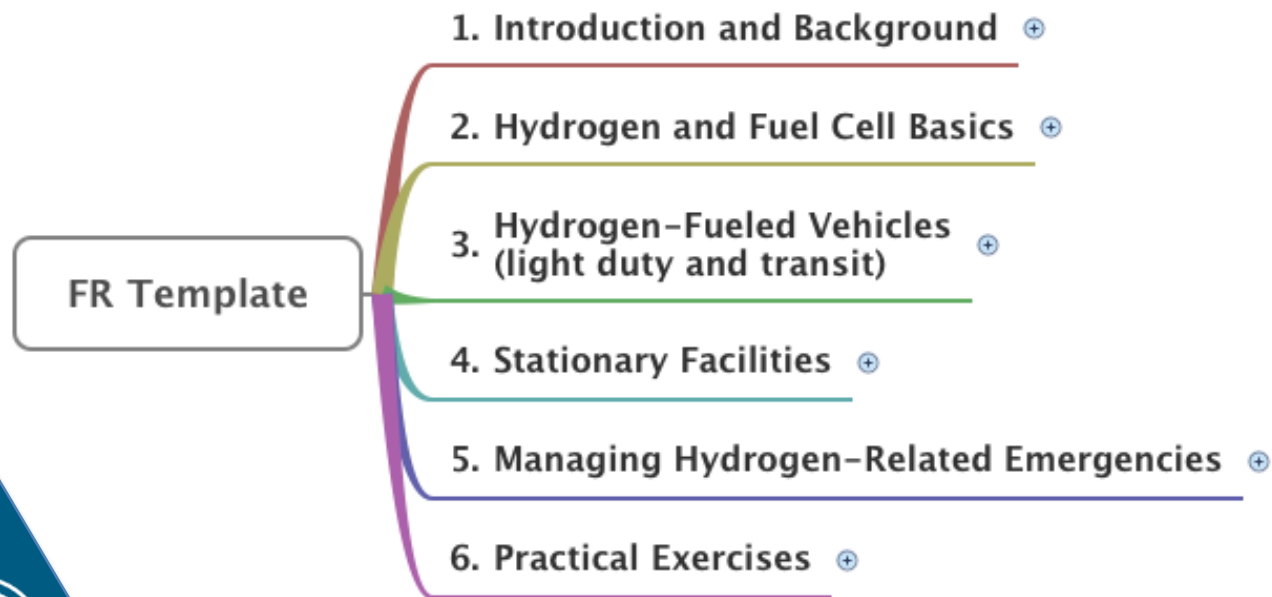 1. Introduction and Background
2. Hydrogen and Fuel Cell Basics
3. Hydrogen–Fueled Vehicles
(light duty and transit)
FR Template
4. Stationary Facilities
5. Managing Hydrogen–Related Emergencies
6. Practical Exercises